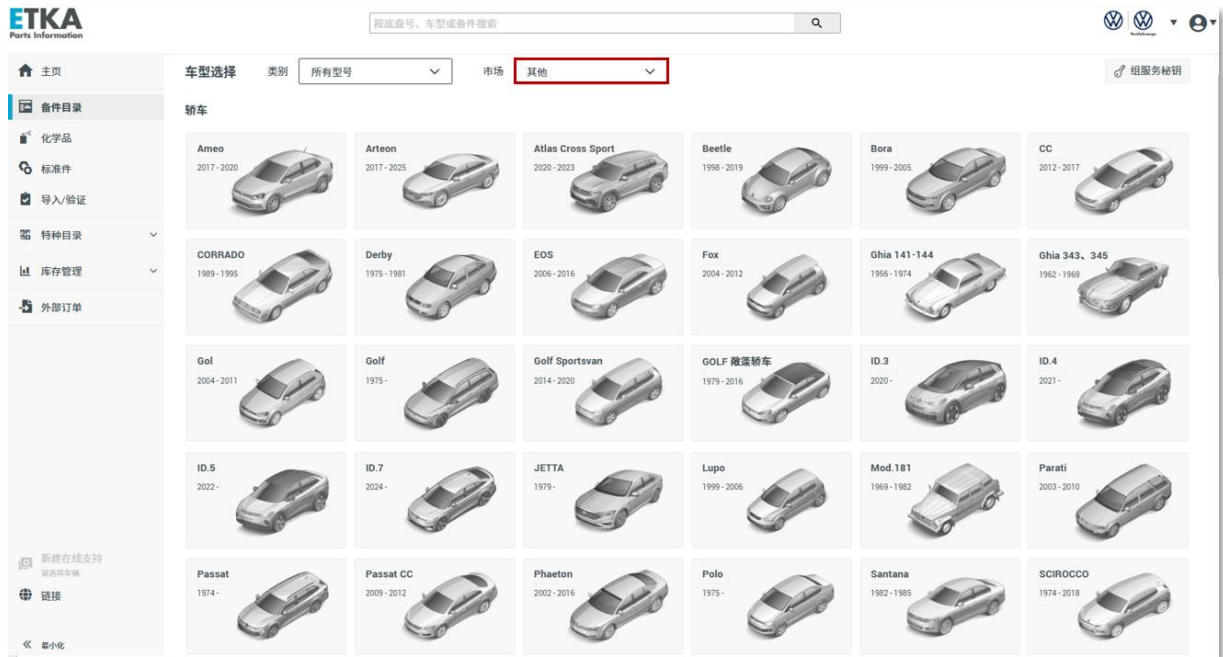 ETKA
Parts Information
按底盘号、车型或备件搜索
主页
备件目录
化学品
标准件
导入/验证
特种目录
库存管理
外部订单
新建在线支持
请选择车辆
链接
最小化
车型选择 类别 所有型号 市场 其他 组服务秘钥
轿车
Ameo Arteon Atlas Cross Sport Beetle Bora CC
2017 - 2020 2017 - 2025 2020 - 2023 1998 - 2019 1999 - 2005 2012 - 2017
CORRADO Derby EOS Fox Ghia 141-144 Ghia 343、345
1989 - 1995 1975 - 1981 2006 - 2016 2004 - 2012 1956 - 1974 1962 - 1969
Gol Golf Golf Sportsvan GOLF 敞篷轿车 ID.3 ID.4
2004 - 2011 1975 - 2014 - 2020 1979 - 2016 2020 - 2021 -
ID.5 ID.7 JETTA Lupo Mod.181 Parati
2022 - 2024 - 1979 - 1999 - 2006 1969 - 1982 2003 - 2010
Passat Passat CC Phaeton Polo Santana SCIROCCO
1974 - 2009 - 2012 2002 - 2016 1975 - 1982 - 1985 1974 - 2018